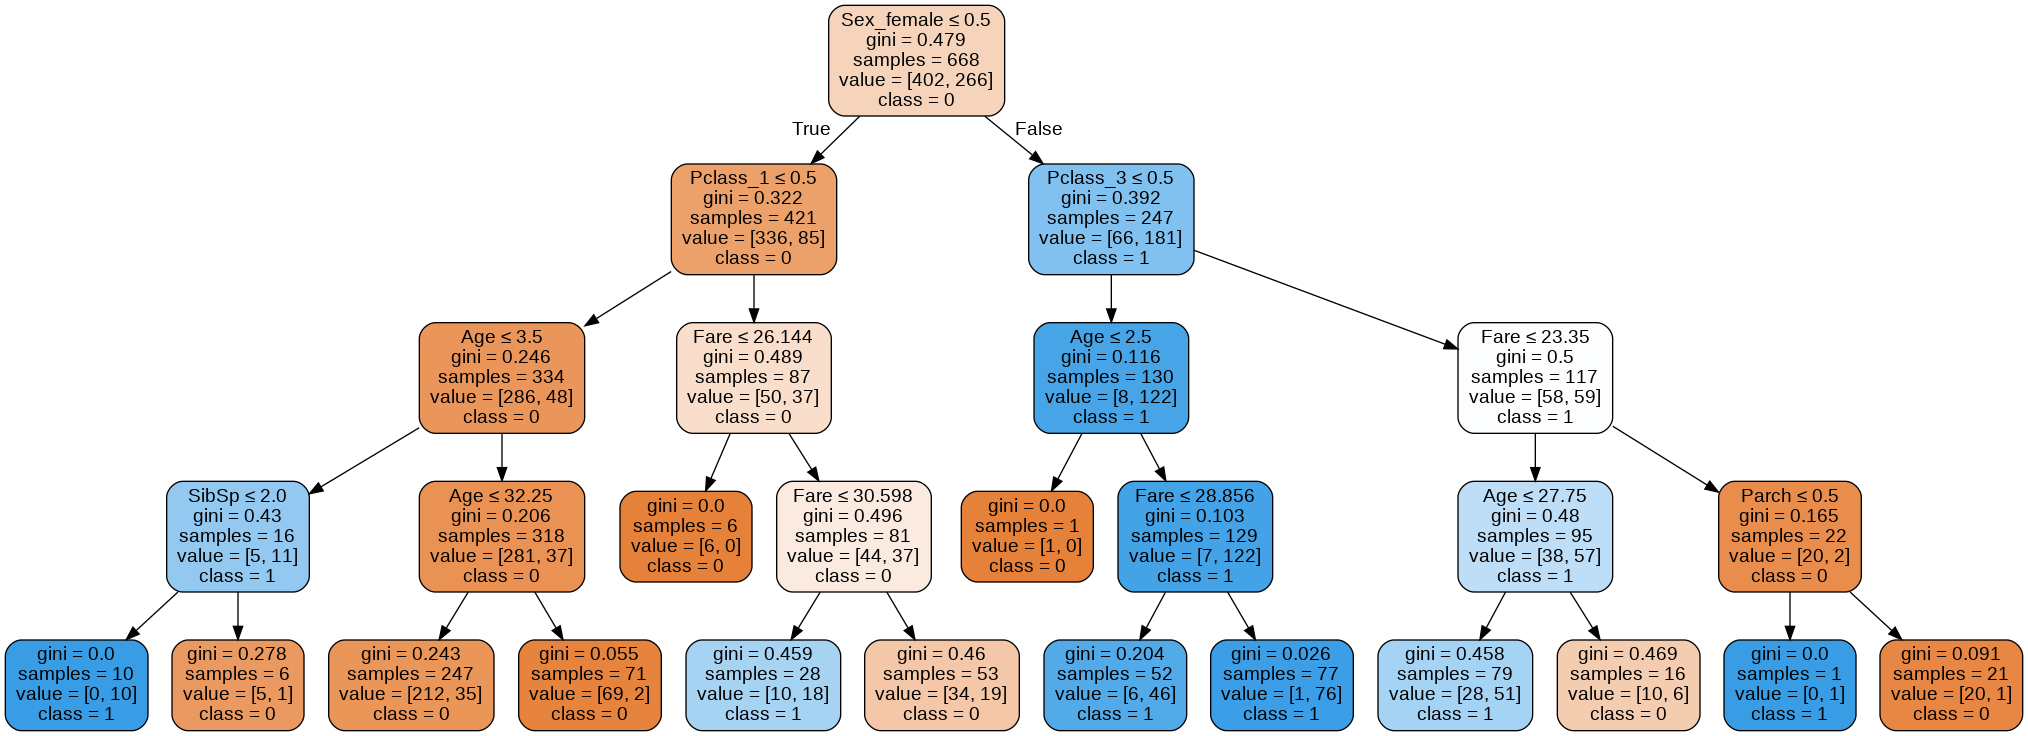 Sex_female ≤ 0.5
gini = 0.479
samples = 668
value = [402, 266]
class = 0
True
False
Pclass_1 ≤ 0.5
gini = 0.322
samples = 421
value = [336, 85]
class = 0
Pclass_3 ≤ 0.5
gini = 0.392
samples = 247
value = [66, 181]
class = 1
Age ≤ 3.5
gini = 0.246
samples = 334
value = [286, 48]
class = 0
Fare ≤ 26.144
gini = 0.489
samples = 87
value = [50, 37]
class = 0
Age ≤ 2.5
gini = 0.116
samples = 130
value = [8, 122]
class = 1
Fare ≤ 23.35
gini = 0.5
samples = 117
value = [58, 59]
class = 1
SibSp ≤ 2.0
gini = 0.43
samples = 16
value = [5, 11]
class = 1
Age ≤ 32.25
gini = 0.206
samples = 318
value = [281, 37]
class = 0
gini = 0.0
samples = 6
value = [6, 0]
class = 0
Fare ≤ 30.598
gini = 0.496
samples = 81
value = [44, 37]
class = 0
gini = 0.0
samples = 1
value = [1, 0]
class = 0
Fare ≤ 28.856
gini = 0.103
samples = 129
value = [7, 122]
class = 1
Age ≤ 27.75
gini = 0.48
samples = 95
value = [38, 57]
class = 1
Parch ≤ 0.5
gini = 0.165
samples = 22
value = [20, 2]
class = 0
gini = 0.0
samples = 10
value = [0, 10]
class = 1
gini = 0.278
samples = 6
value = [5, 1]
class = 0
gini = 0.243
samples = 247
value = [212, 35]
class = 0
gini = 0.055
samples = 71
value = [69, 2]
class = 0
gini = 0.459
samples = 28
value = [10, 18]
class = 1
gini = 0.46
samples = 53
value = [34, 19]
class = 0
gini = 0.204
samples = 52
value = [6, 46]
class = 1
gini = 0.026
samples = 77
value = [1, 76]
class = 1
gini = 0.458
samples = 79
value = [28, 51]
class = 1
gini = 0.469
samples = 16
value = [10, 6]
class = 0
gini = 0.0
samples = 1
value = [0, 1]
class = 1
gini = 0.091
samples = 21
value = [20, 1]
class = 0